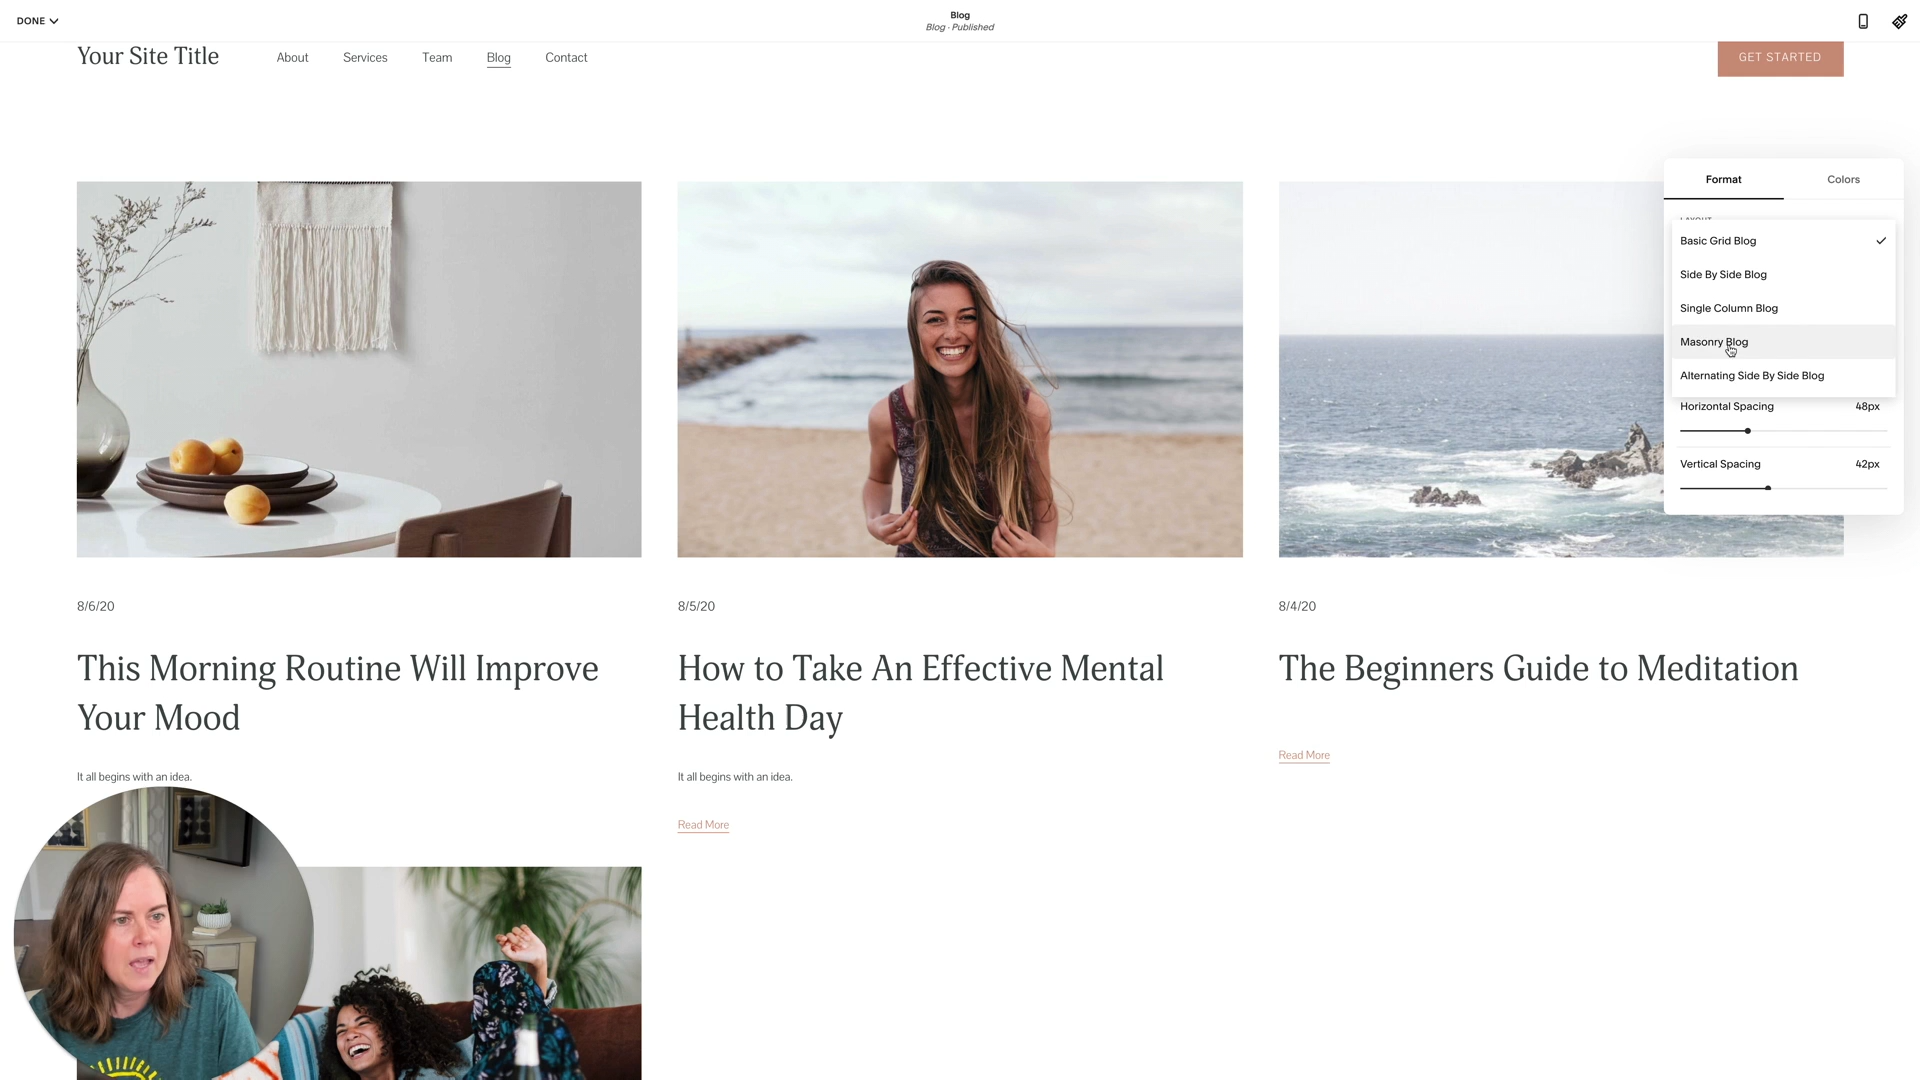 DONE
Blog
Blog · Published
Your Site Title
About
Services
Team
Blog
Contact
GET STARTED
Format
Colors
LAYOUT
Basic Grid Blog
Side By Side Blog
Single Column Blog
Masonry Blog
Alternating Side By Side Blog
Horizontal Spacing
48px
Vertical Spacing
42px
8/6/20
This Morning Routine Will Improve
Your Mood
It all begins with an idea.
8/5/20
How to Take An Effective Mental
Health Day
It all begins with an idea.
Read More
8/4/20
The Beginners Guide to Meditation
Read More